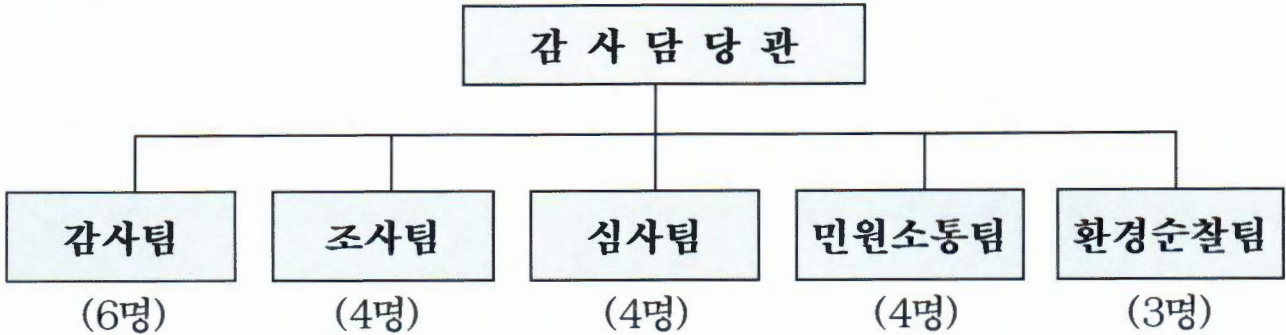 감 사 담 당 관
감사팀 조사팀 심사팀 민원소통팀 환경순찰팀
(6명) (4명) (4명) (4명) (3명)